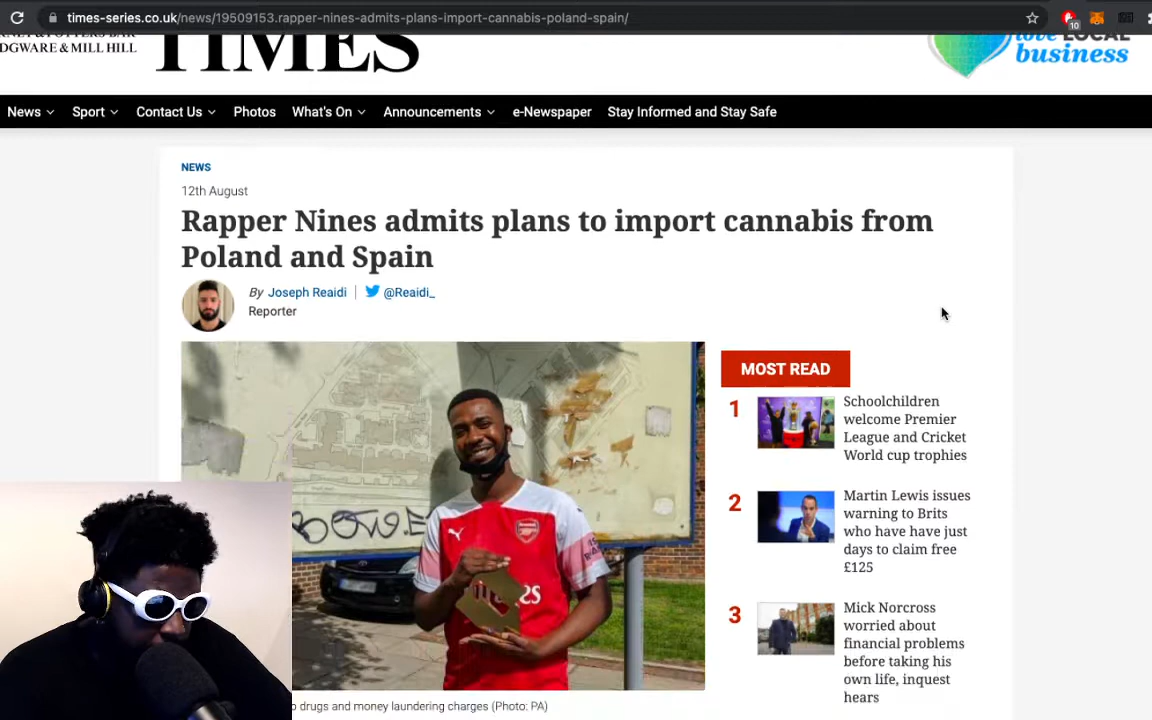 times-series.co.uk/news/19509153.rapper-nines-admits-plans-import-cannabis-poland-spain/
10
DGWARE & MILL HILL
TIMES
LOCAL
business
News
Sport
Contact Us
Photos
What's On
Announcements
e-Newspaper
Stay Informed and Stay Safe
NEWS
12th August
Rapper Nines admits plans to import cannabis from
Poland and Spain
By Joseph Reaidi | @Reaidi_
Reporter
MOST READ
1
Schoolchildren
welcome Premier
League and Cricket
World cup trophies
2
Martin Lewis issues
warning to Brits
who have have just
days to claim free
£125
3
Mick Norcross
worried about
financial problems
before taking his
own life, inquest
hears
drugs and money laundering charges (Photo: PA)